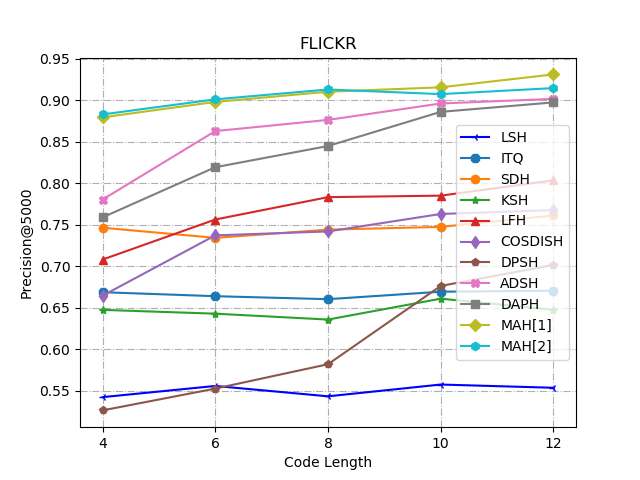 FLICKR
Precision@5000
0.95
0.90
0.85
0.80
0.75
0.70
0.65
0.60
0.55
4
6
8
10
12
Code Length
LSH
ITQ
SDH
KSH
LFH
COSDISH
DPSH
ADSH
DAPH
MAH[1]
MAH[2]